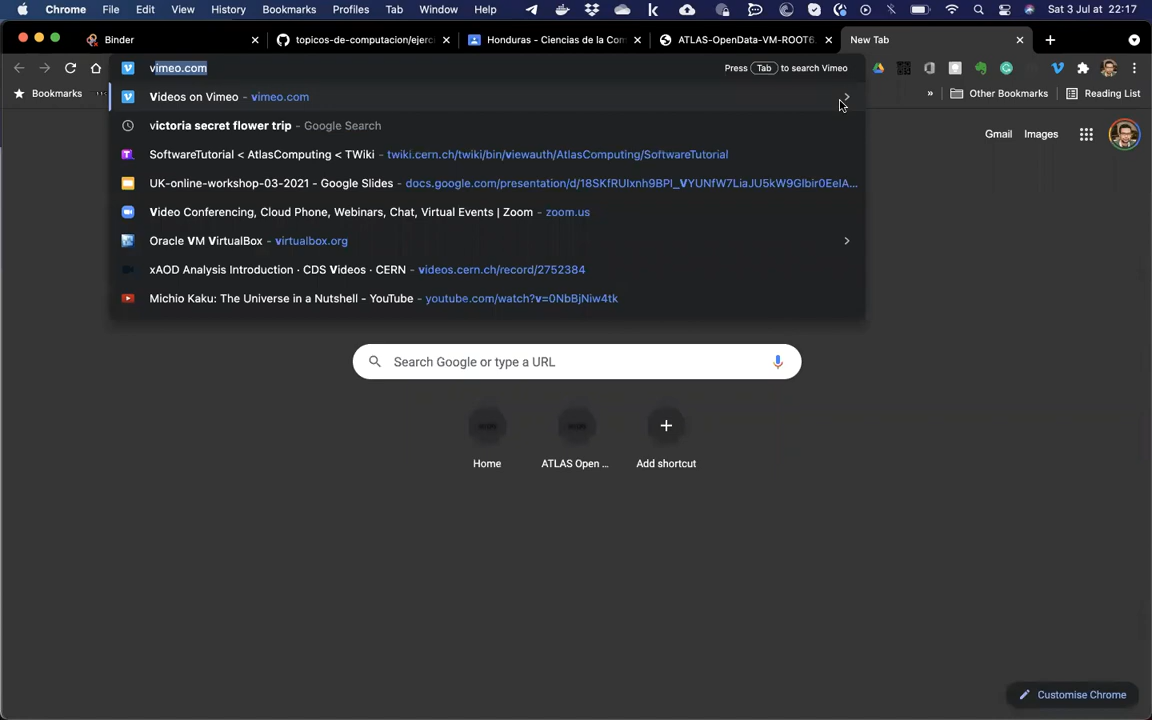 Chrome File Edit View History Bookmarks Profiles Tab Window Help Sat 3 Jul at 22:17
Binder topicos-de-computacion/ejerci Honduras - Ciencias de la Com ATLAS-OpenData-VM-ROOT6. New Tab
vimeo.com Press Tab to search Vimeo
Bookmarks » Other Bookmarks Reading List
Videos on Vimeo - vimeo.com
victoria secret flower trip - Google Search
Gmail Images
SoftwareTutorial < AtlasComputing < TWiki - twiki.cern.ch/twiki/bin/viewauth/AtlasComputing/SoftwareTutorial
UK-online-workshop-03-2021 - Google Slides - docs.google.com/presentation/d/18SKfRUIxnh9BPI_VYUNfW7LiaJU5kW9Glbir0EeIA...
Video Conferencing, Cloud Phone, Webinars, Chat, Virtual Events | Zoom - zoom.us
Oracle VM VirtualBox - virtualbox.org
xAOD Analysis Introduction · CDS Videos · CERN - videos.cern.ch/record/2752384
Michio Kaku: The Universe in a Nutshell - YouTube - youtube.com/watch?v=0NbBjNiw4tk
Search Google or type a URL
Home ATLAS Open ... Add shortcut
Customise Chrome